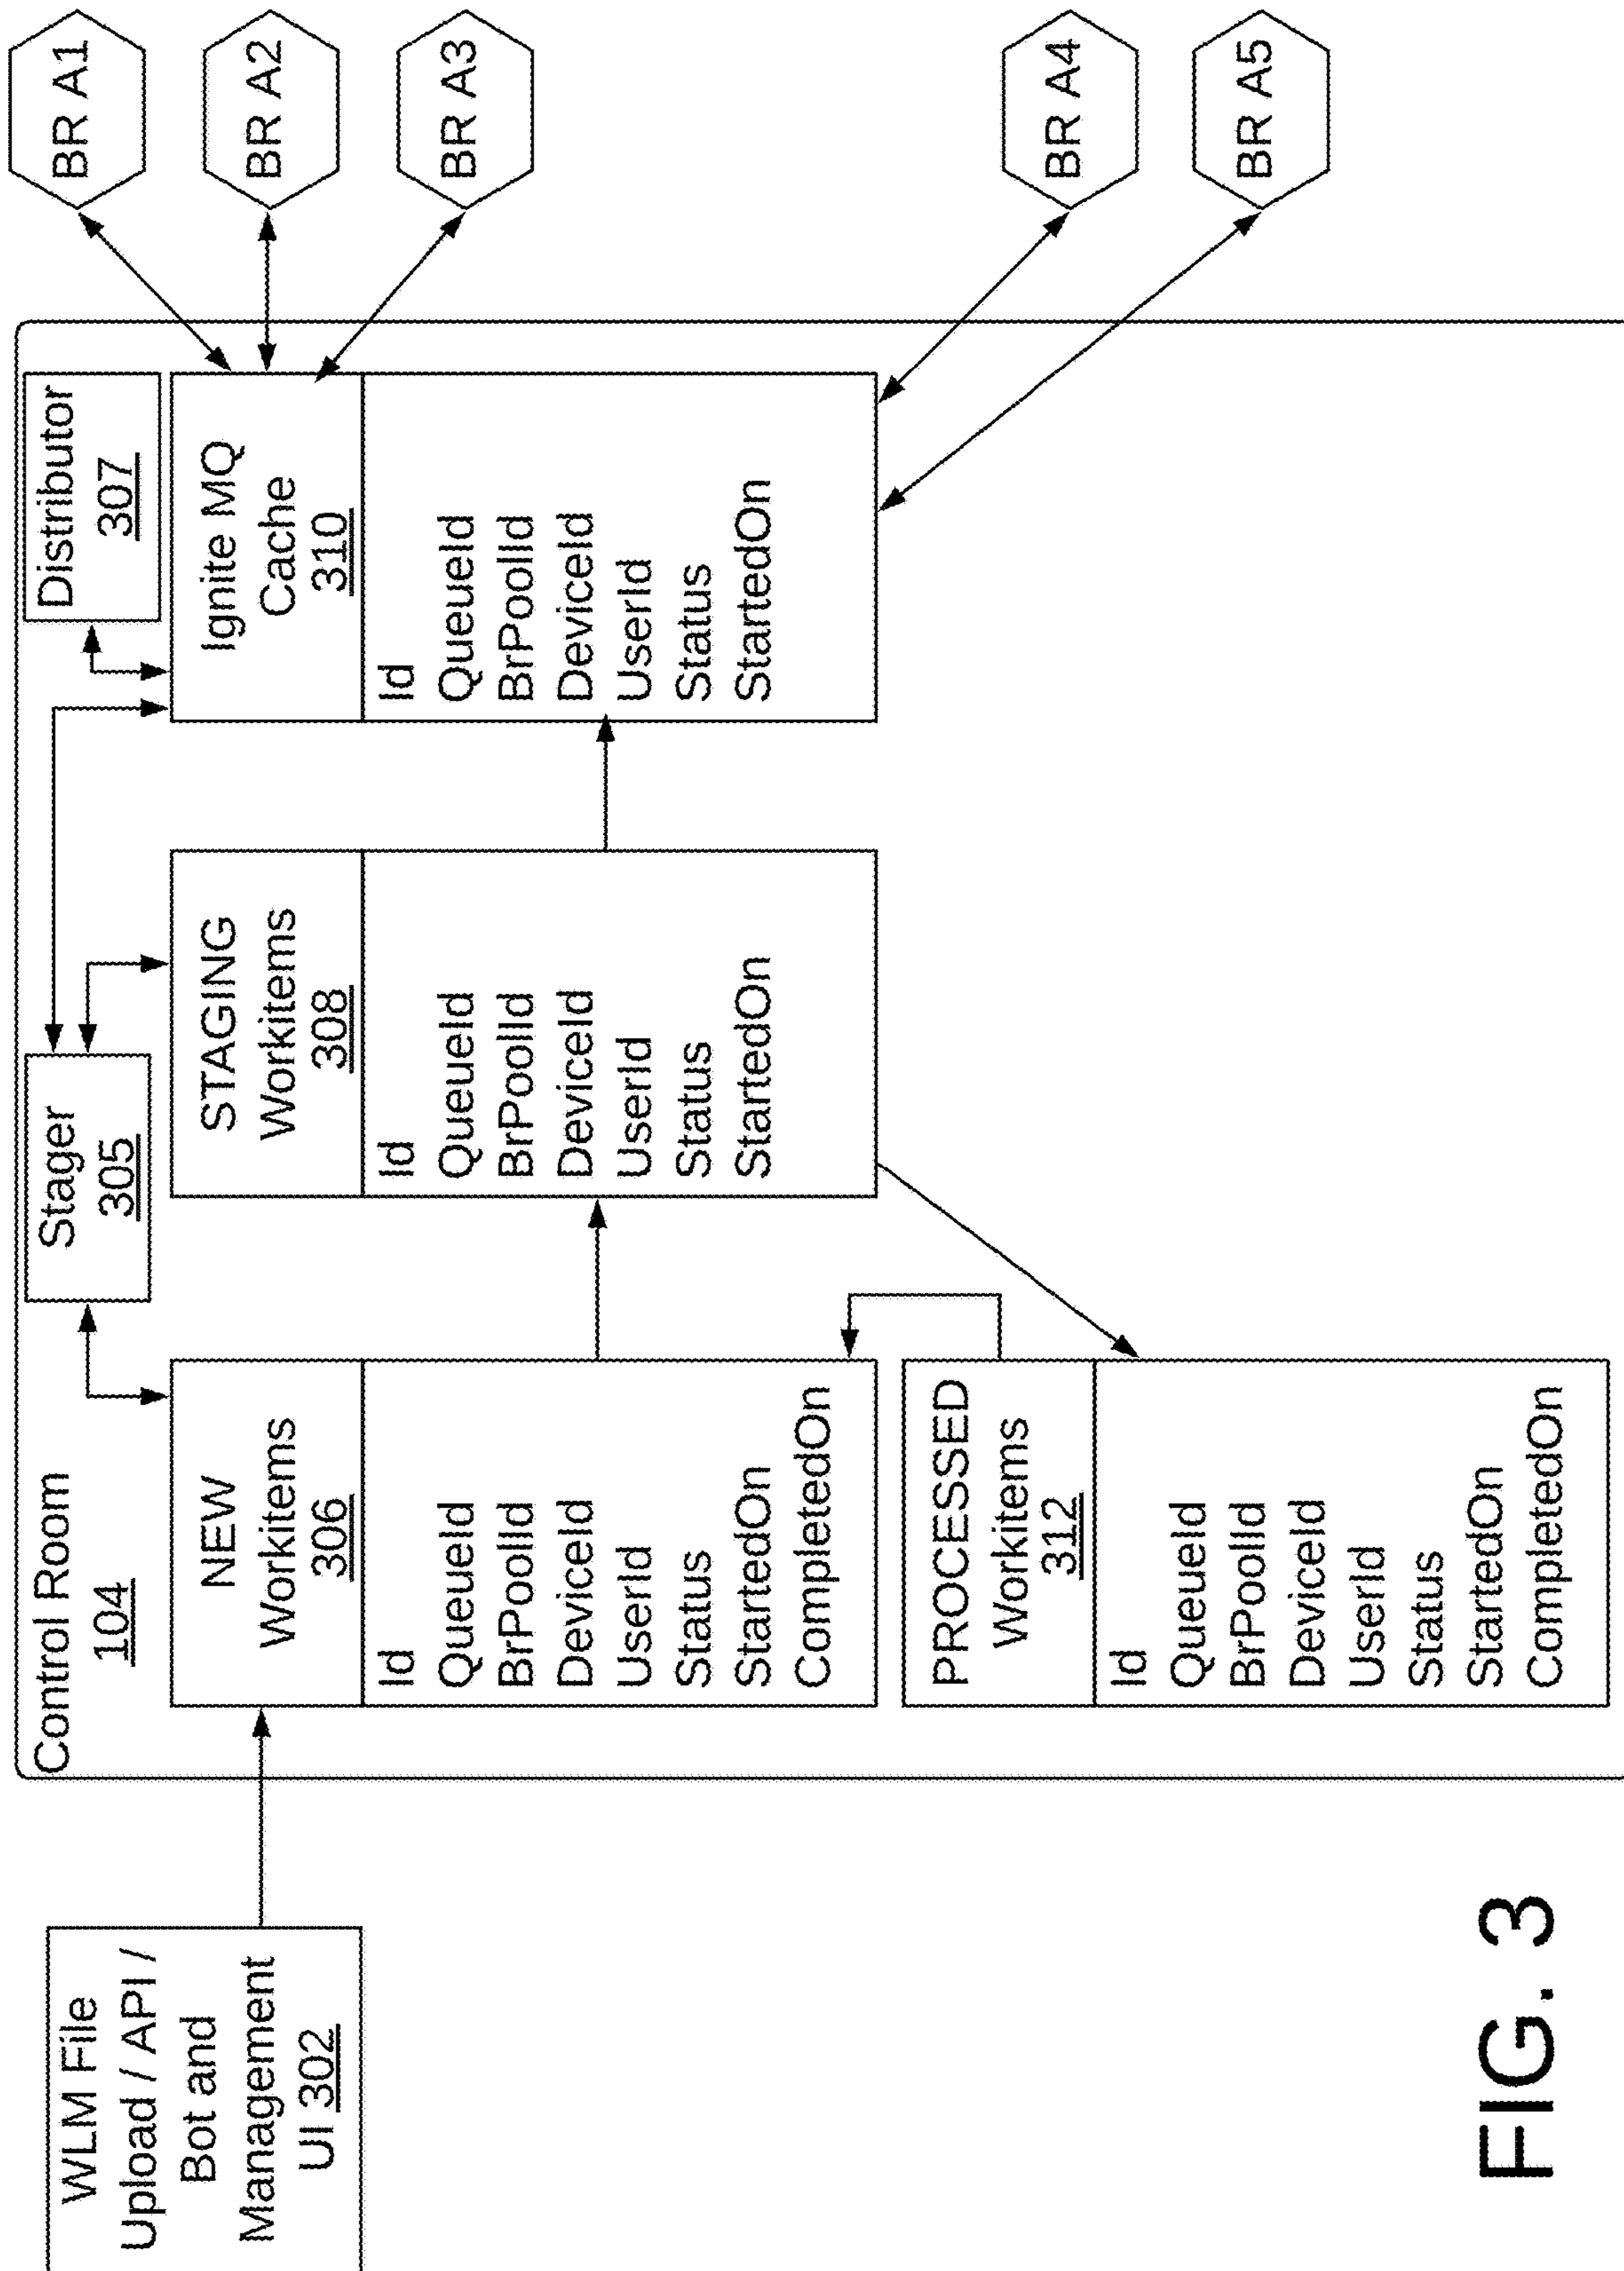 WLM File
Upload / API /
Bot and
Management
UI 302
Control Room
104
Stager
305
Distributor
307
NEW
Workitems
306
Id
QueueId
BrPoolId
DeviceId
UserId
Status
StartedOn
CompletedOn
STAGING
Workitems
308
Id
QueueId
BrPoolId
DeviceId
UserId
Status
StartedOn
Ignite MQ
Cache
310
Id
QueueId
BrPoolId
DeviceId
UserId
Status
StartedOn
PROCESSED
Workitems
312
Id
QueueId
BrPoolId
DeviceId
UserId
Status
StartedOn
CompletedOn
BR A1
BR A2
BR A3
BR A4
BR A5
FIG. 3